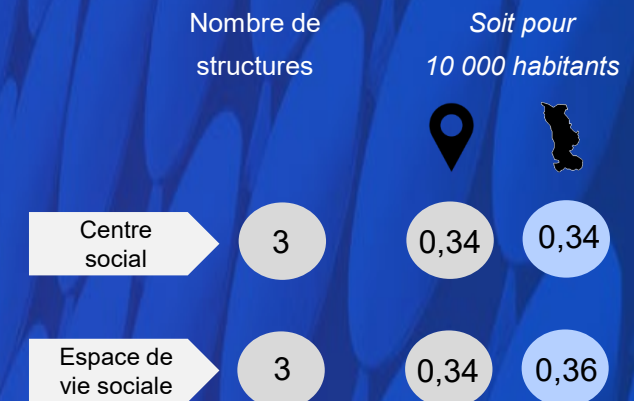 Nombre de
structures
Soit pour
10 000 habitants
Centre
social
3
0,34
0,34
Espace de
vie sociale
3
0,34
0,36